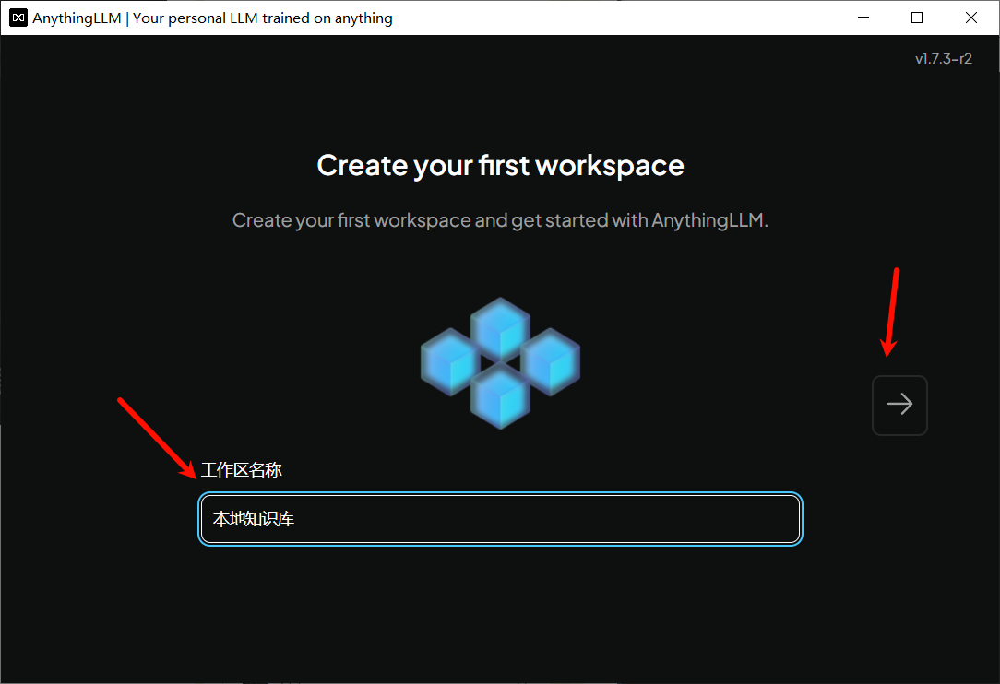 AnythingLLM | Your personal LLM trained on anything
v1.7.3-r2
Create your first workspace
Create your first workspace and get started with AnythingLLM.
工作区名称
本地知识库